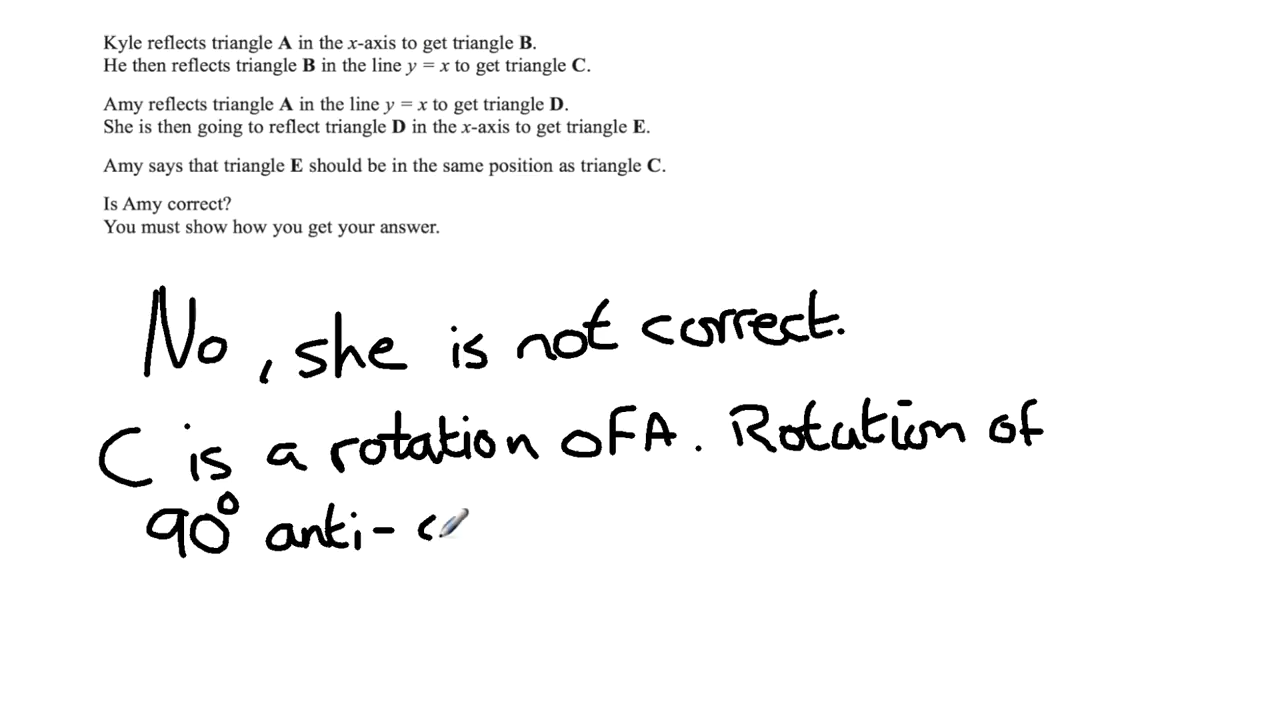 Kyle reflects triangle A in the x-axis to get triangle B.
He then reflects triangle B in the line y = x to get triangle C.
Amy reflects triangle A in the line y = x to get triangle D.
She is then going to reflect triangle D in the x-axis to get triangle E.
Amy says that triangle E should be in the same position as triangle C.
Is Amy correct?
You must show how you get your answer.
No, she is not correct.
C is a rotation of A. Rotation of
90° anti-c